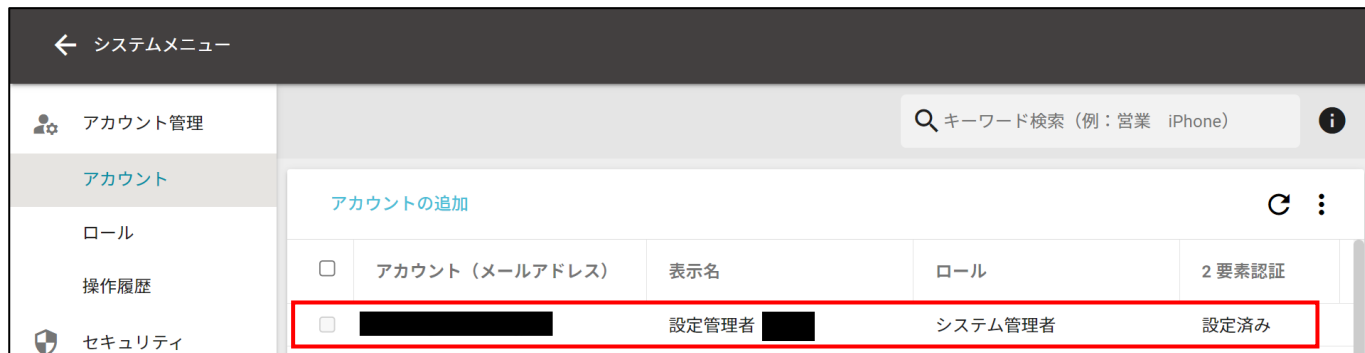 システムメニュー
アカウント管理
キーワード検索（例：営業　iPhone）
アカウント
アカウントの追加
ロール
アカウント（メールアドレス） 表示名 ロール 2 要素認証
操作履歴
設定管理者 システム管理者 設定済み
セキュリティ